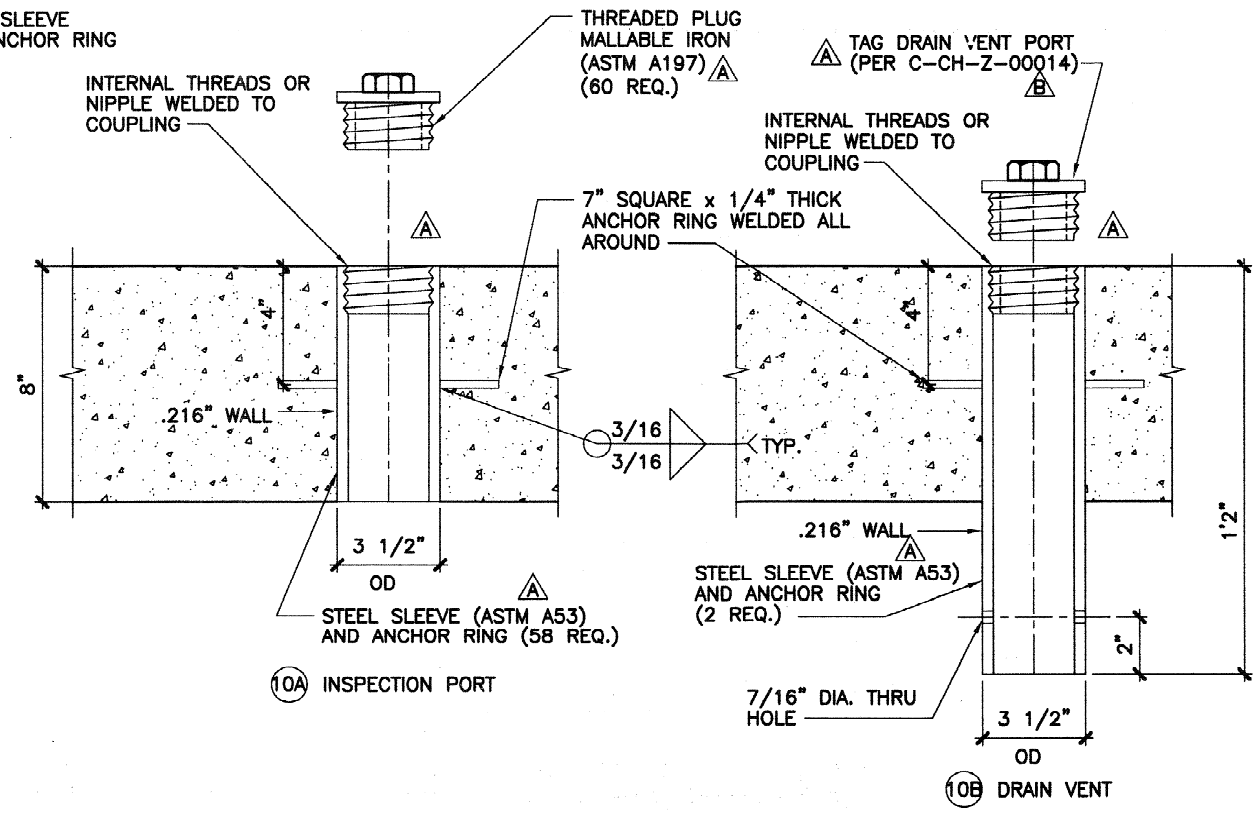 SLEEVE
NCHOR RING
INTERNAL THREADS OR
NIPPLE WELDED TO
COUPLING
THREADED PLUG
MALLABLE IRON
(ASTM A197) A
(60 REQ.)
A
7" SQUARE x 1/4" THICK
ANCHOR RING WELDED ALL
AROUND
8"
4"
.216" WALL
3/16
3/16
TYP.
3 1/2"
OD
A
STEEL SLEEVE (ASTM A53)
AND ANCHOR RING (58 REQ.)
10A INSPECTION PORT
A TAG DRAIN VENT PORT
(PER C-CH-Z-00014)
B
INTERNAL THREADS OR
NIPPLE WELDED TO
COUPLING
A
4"
.216" WALL
A
STEEL SLEEVE (ASTM A53)
AND ANCHOR RING
(2 REQ.)
1'2"
2"
7/16" DIA. THRU
HOLE
3 1/2"
OD
10B DRAIN VENT